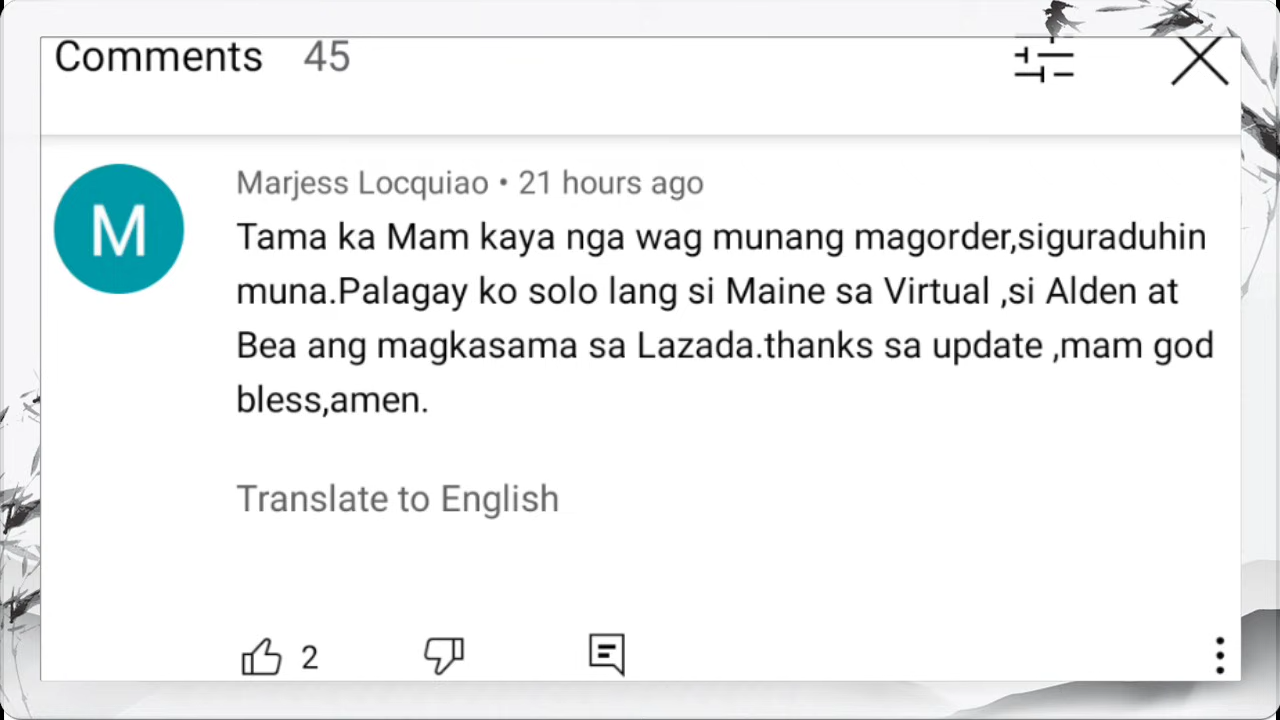 Comments 45
Marjess Locquiao • 21 hours ago
Tama ka Mam kaya nga wag munang magorder,siguraduhin
muna.Palagay ko solo lang si Maine sa Virtual ,si Alden at
Bea ang magkasama sa Lazada.thanks sa update ,mam god
bless,amen.
Translate to English
2
M